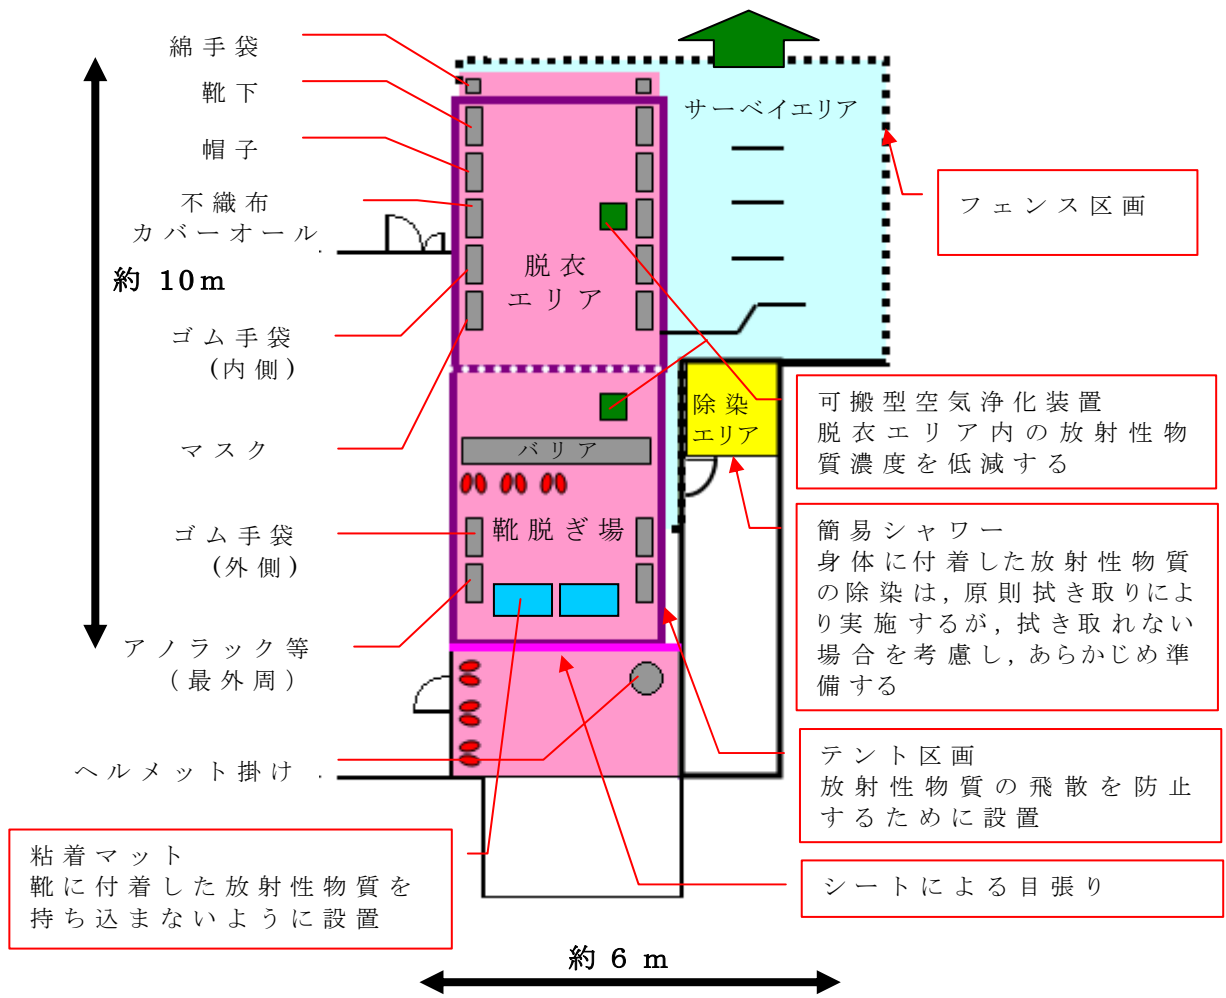 綿手袋
靴下
帽子
不織布
カバーオール
約 10m
ゴム手袋
(内側)
マスク
ゴム手袋
(外側)
アノラック等
(最外周)
ヘルメット掛け
粘着マット
靴に付着した放射性物質を
持ち込まないように設置
サーベイエリア
脱衣
エリア
除染
エリア
バリア
靴脱ぎ場
フェンス区画
可搬型空気浄化装置
脱衣エリア内の放射性物
質濃度を低減する
簡易シャワー
身体に付着した放射性物質
の除染は,原則拭き取りによ
り実施するが,拭き取れない
場合を考慮し,あらかじめ準
備する
テント区画
放射性物質の飛散を防止
するために設置
シートによる目張り
約 6 m